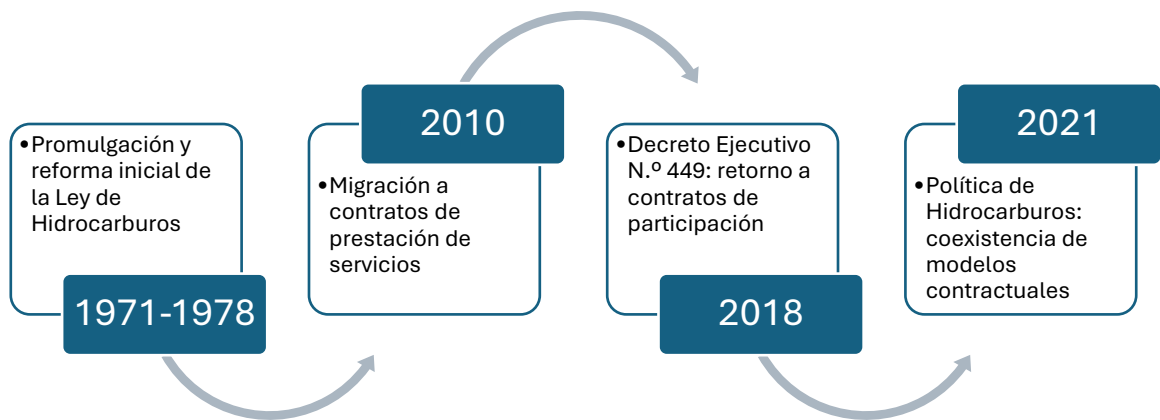 •Promulgación y
reforma inicial de
la Ley de
Hidrocarburos
1971-1978
2010
•Migración a
contratos de
prestación de
servicios
•Decreto Ejecutivo
N.º 449: retorno a
contratos de
participación
2018
2021
•Política de
Hidrocarburos:
coexistencia de
modelos
contractuales